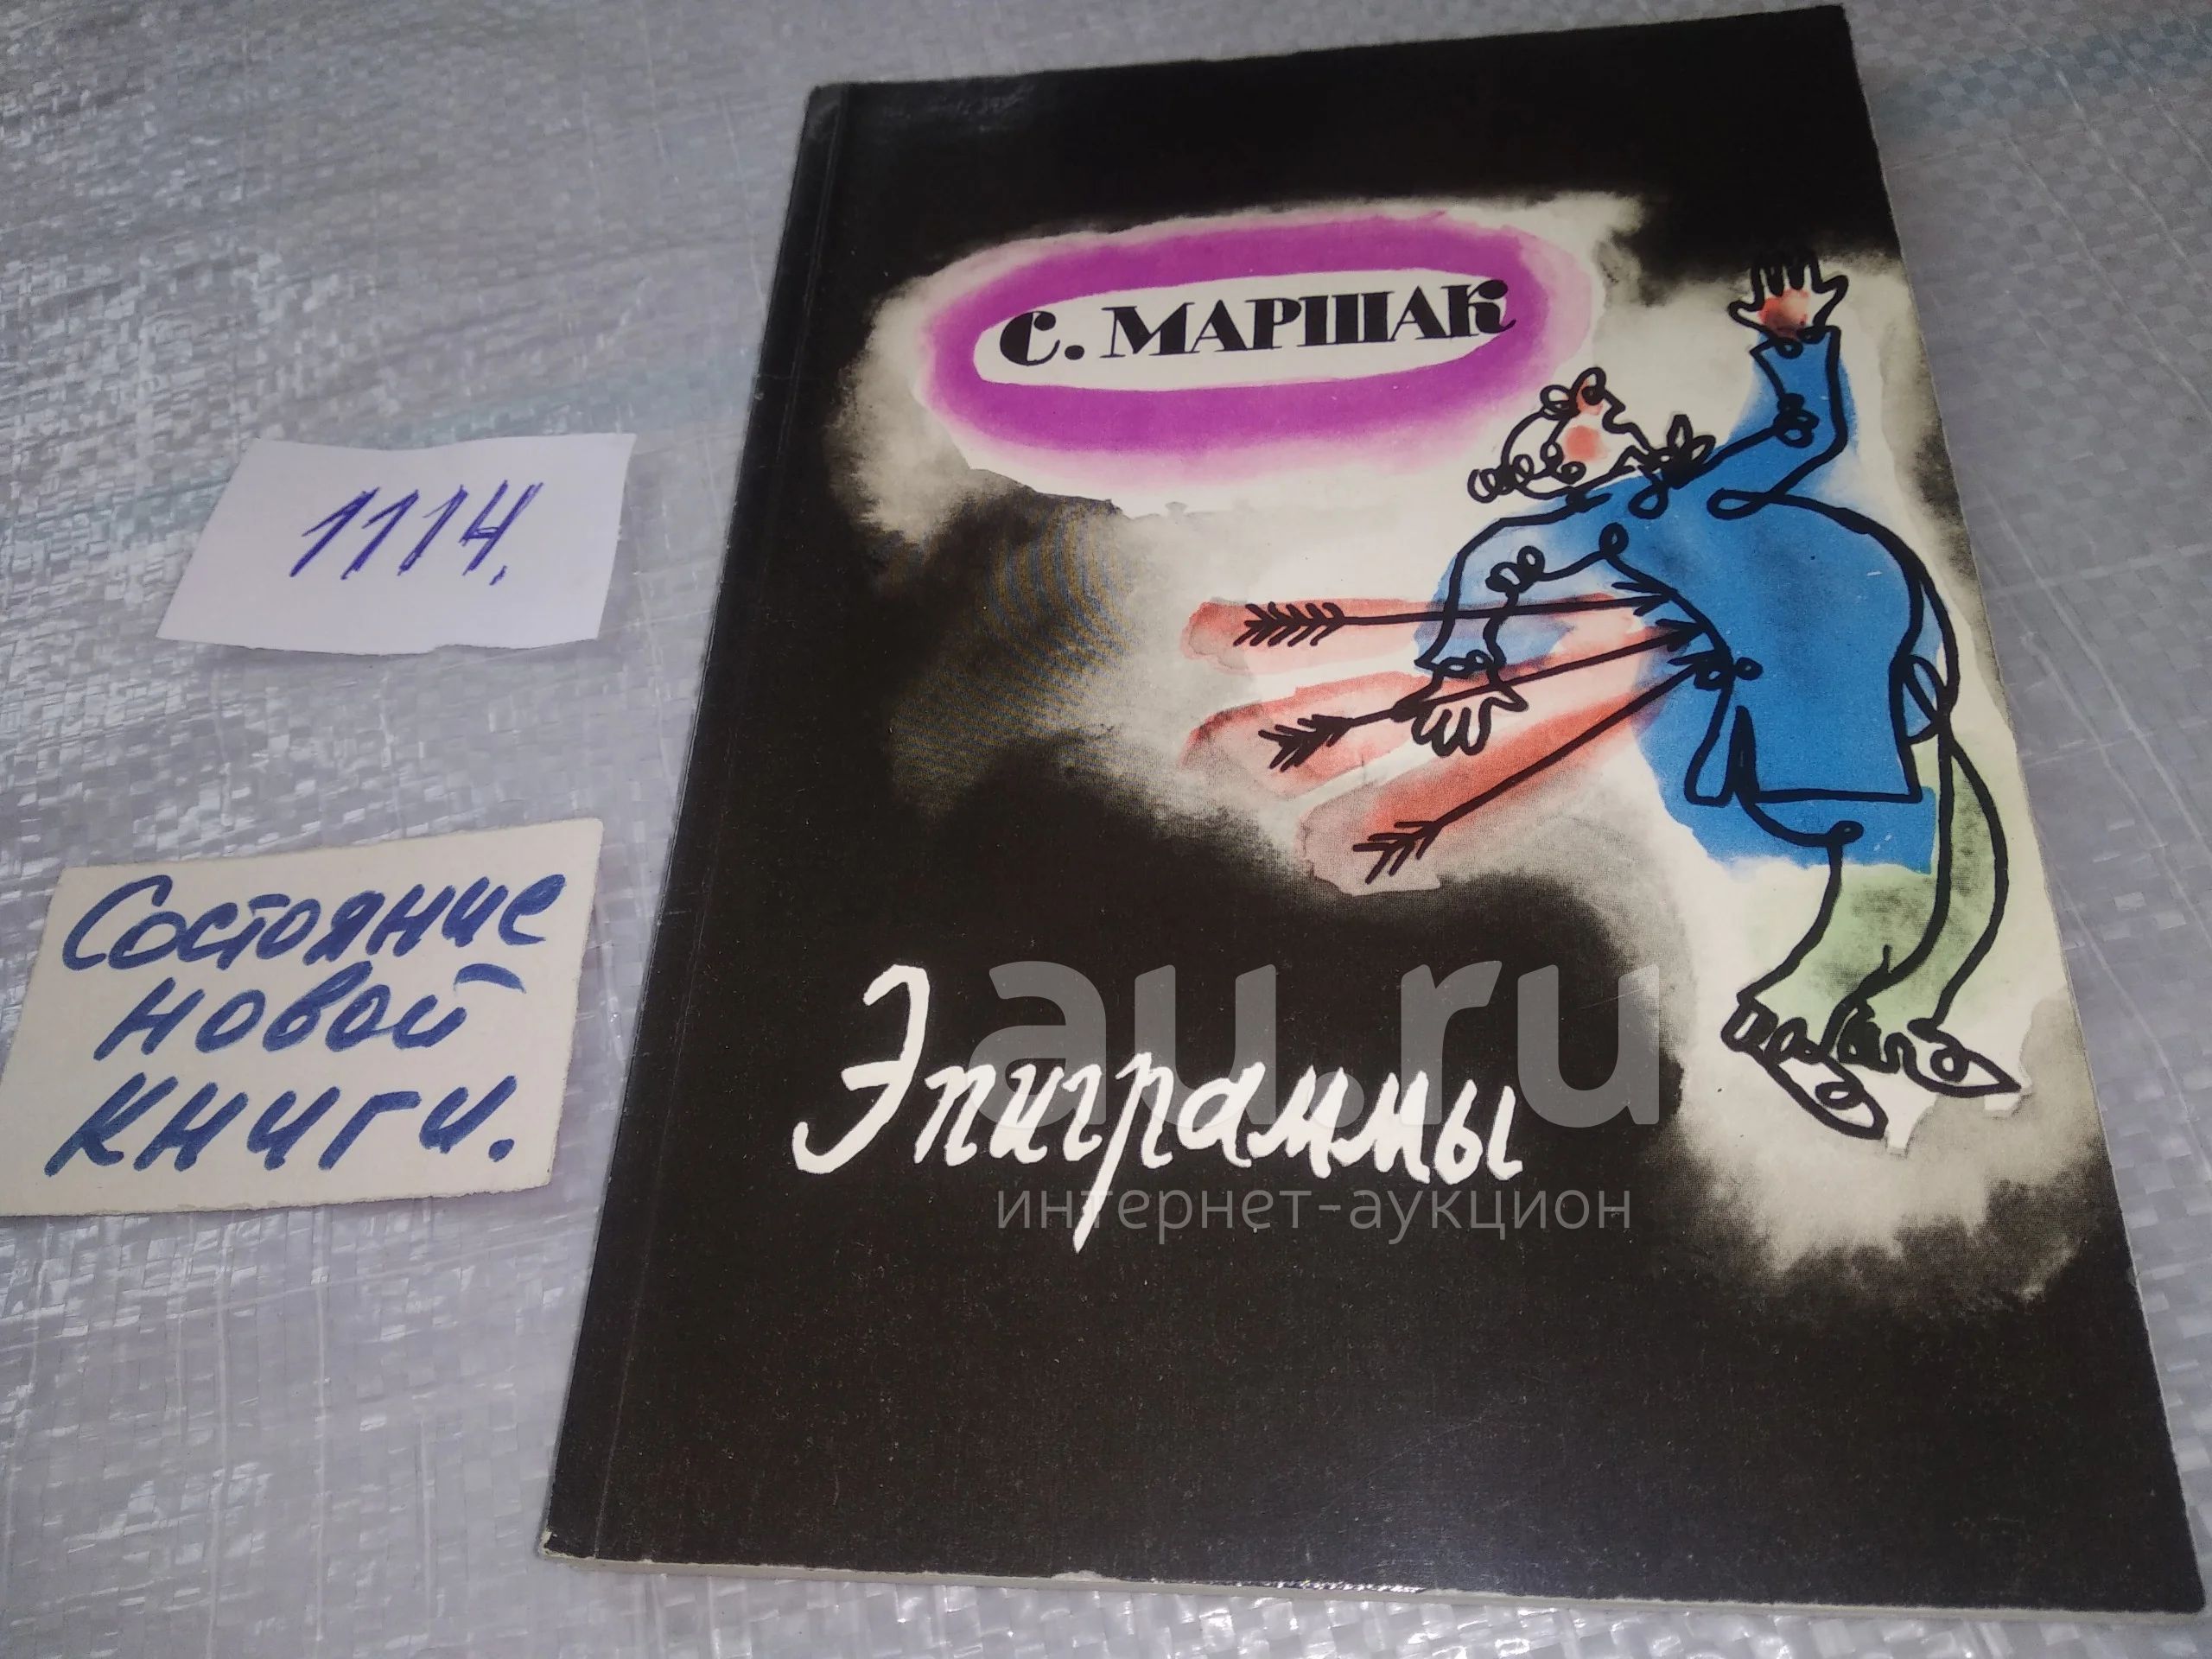 С. МАРШАК
1114.
Состояние
новой
книги.
Эпиграммы
au.ru
интернет-аукцион